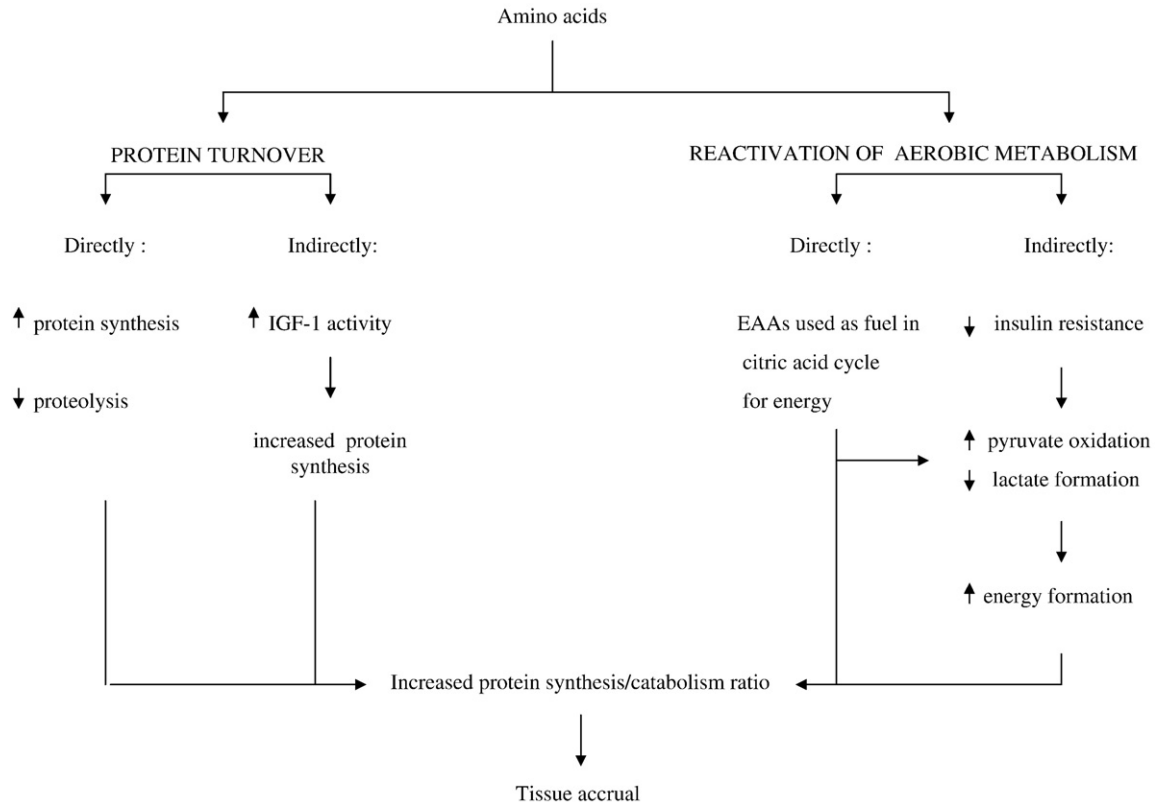 Amino acids
PROTEIN TURNOVER
REACTIVATION OF AEROBIC METABOLISM
Directly :
Indirectly:
Directly :
Indirectly:
protein synthesis
IGF-1 activity
EAAs used as fuel in
insulin resistance
citric acid cycle
proteolysis
for energy
increased protein
synthesis
pyruvate oxidation
lactate formation
energy formation
Increased protein synthesis/catabolism ratio
Tissue accrual